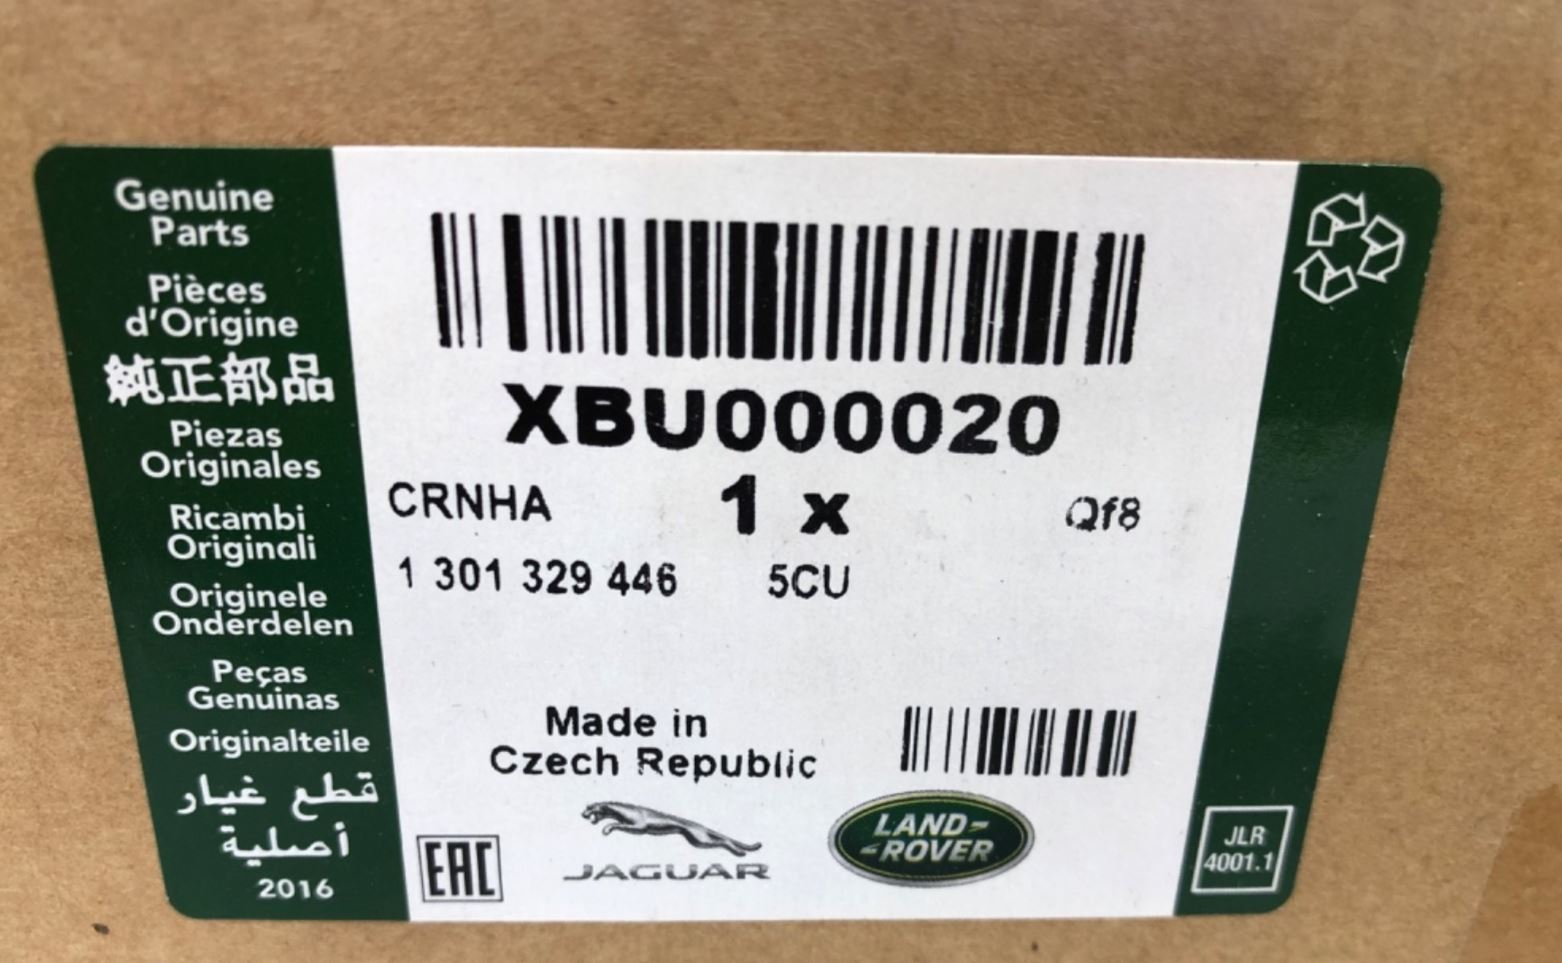 Genuine
Parts
Pièces
d'Origine
純正部品
Piezas
Originales
Ricambi
Originali
Originele
Onderdelen
Peças
Genuinas
Originalteile
قطع غيار
أصلية
2016
XBU000020
CRNHA 1 x Qf8
1 301 329 446 5CU
Made in
Czech Republic
EAC
JAGUAR
LAND-
-ROVER
JLR
4001.1